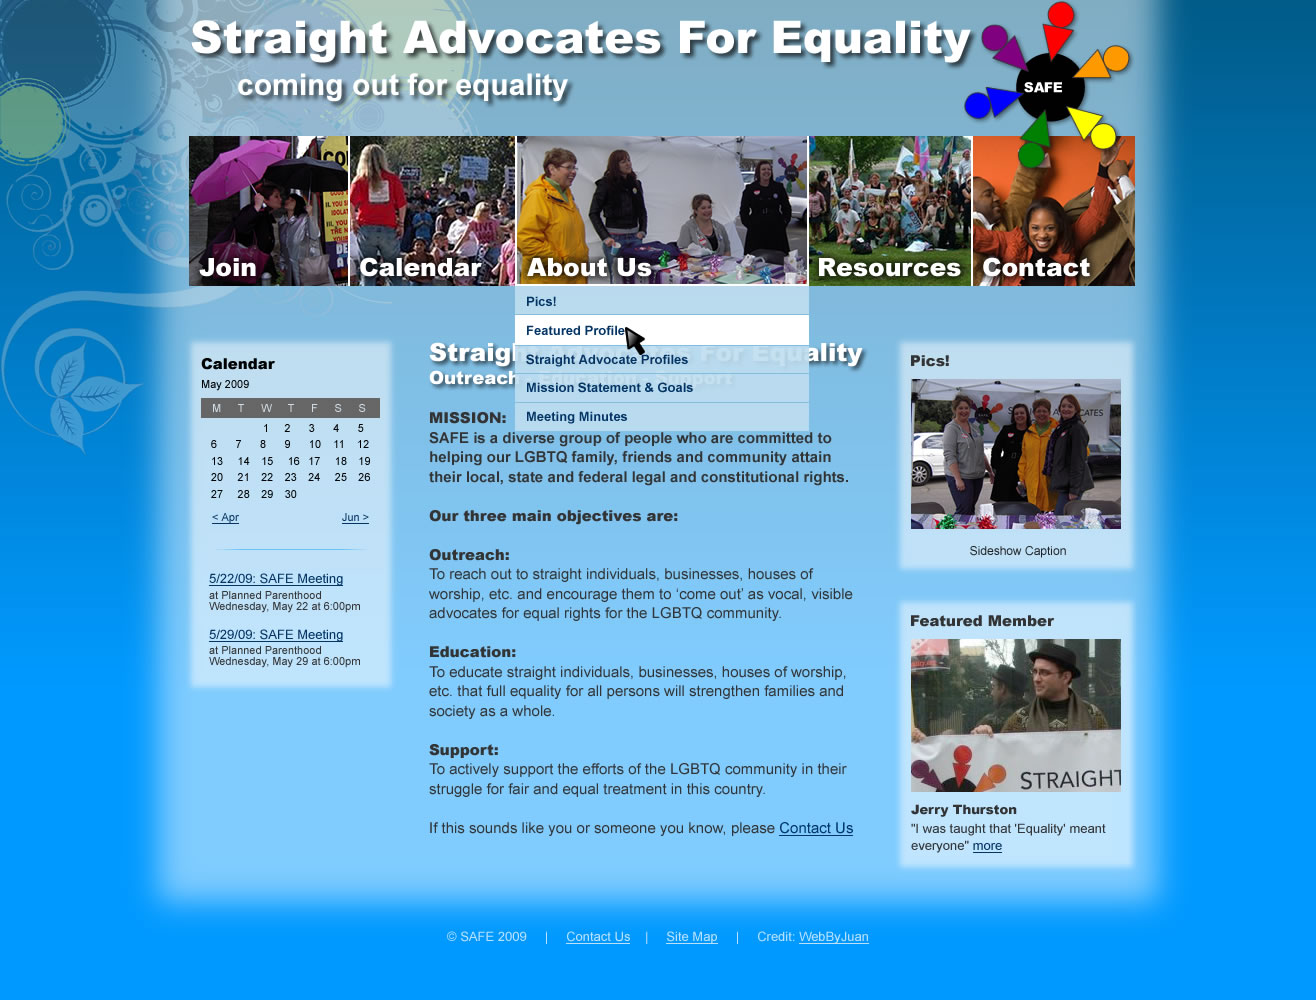 Straight Advocates For Equality
coming out for equality
SAFE
Join
Calendar
About Us
Resources
Contact
Pics!
Featured Profile
Straight Advocate Profiles
Mission Statement & Goals
Meeting Minutes
Calendar
May 2009
M T W T F S S
1 2 3 4 5
6 7 8 9 10 11 12
13 14 15 16 17 18 19
20 21 22 23 24 25 26
27 28 29 30
< Apr Jun >
5/22/09: SAFE Meeting
at Planned Parenthood
Wednesday, May 22 at 6:00pm
5/29/09: SAFE Meeting
at Planned Parenthood
Wednesday, May 29 at 6:00pm
Straight Advocates For Equality
Outreach - Education - Support
MISSION:
SAFE is a diverse group of people who are committed to
helping our LGBTQ family, friends and community attain
their local, state and federal legal and constitutional rights.
Our three main objectives are:
Outreach:
To reach out to straight individuals, businesses, houses of
worship, etc. and encourage them to ‘come out’ as vocal, visible
advocates for equal rights for the LGBTQ community.
Education:
To educate straight individuals, businesses, houses of worship,
etc. that full equality for all persons will strengthen families and
society as a whole.
Support:
To actively support the efforts of the LGBTQ community in their
struggle for fair and equal treatment in this country.
If this sounds like you or someone you know, please Contact Us
Pics!
Sideshow Caption
Featured Member
STRAIGHT
Jerry Thurston
"I was taught that 'Equality' meant
everyone" more
© SAFE 2009 | Contact Us | Site Map | Credit: WebByJuan